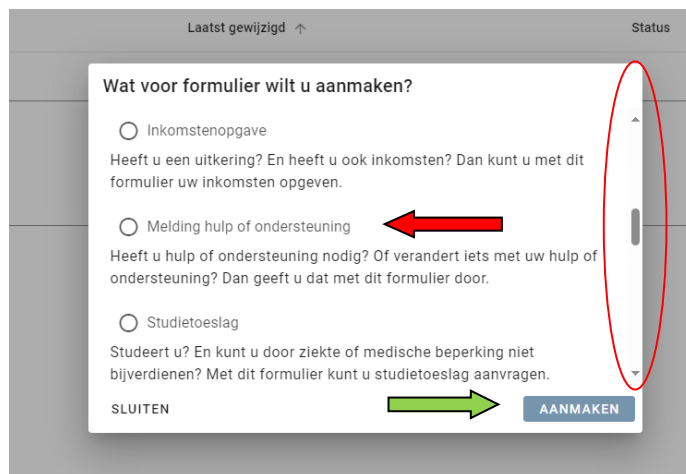 Laatst gewijzigd ↑ Status
Wat voor formulier wilt u aanmaken?
Inkomstenopgave
Heeft u een uitkering? En heeft u ook inkomsten? Dan kunt u met dit
formulier uw inkomsten opgeven.
Melding hulp of ondersteuning
Heeft u hulp of ondersteuning nodig? Of verandert iets met uw hulp of
ondersteuning? Dan geeft u dat met dit formulier door.
Studietoeslag
Studeert u? En kunt u door ziekte of medische beperking niet
bijverdienen? Met dit formulier kunt u studietoeslag aanvragen.
SLUITEN AANMAKEN